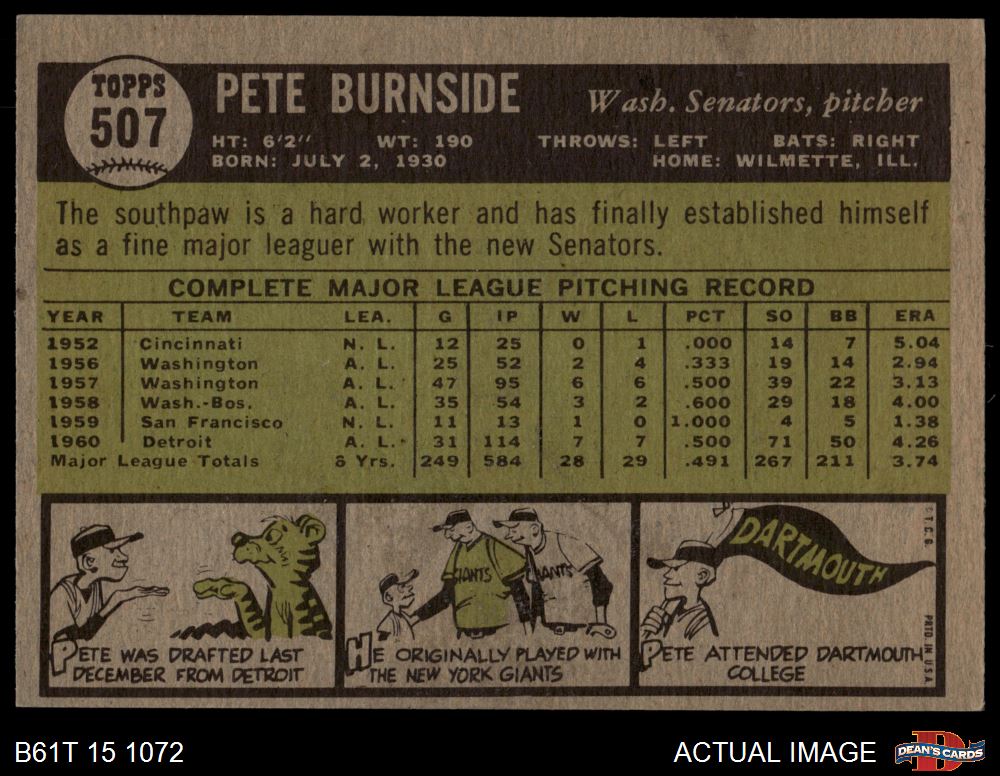 TOPPS
507
PETE BURNSIDE
Wash. Senators, pitcher
HT: 6'2" WT: 190 THROWS: LEFT BATS: RIGHT
BORN: JULY 2, 1930 HOME: WILMETTE, ILL.
The southpaw is a hard worker and has finally established himself
as a fine major leaguer with the new Senators.
COMPLETE MAJOR LEAGUE PITCHING RECORD
YEAR TEAM LEA. G IP W L PCT SO BB ERA
1952 Cincinnati N. L. 12 25 0 1 .000 14 7 5.04
1956 Washington A. L. 25 52 2 4 .333 19 14 2.94
1957 Washington A. L. 47 95 6 6 .500 39 22 3.13
1958 Wash.-Bos. A. L. 35 54 3 2 .600 29 18 4.00
1959 San Francisco N. L. 11 13 1 0 1.000 4 5 1.38
1960 Detroit A. L. 31 114 7 7 .500 71 50 4.26
Major League Totals 8 Yrs. 249 584 28 29 .491 267 211 3.74
PETE WAS DRAFTED LAST
DECEMBER FROM DETROIT
GIANTS
GIANTS
HE ORIGINALLY PLAYED WITH
THE NEW YORK GIANTS
DARTMOUTH
PETE ATTENDED DARTMOUTH
COLLEGE
© T.C.G.
PRTD. IN U.S.A.
B61T 15 1072
ACTUAL IMAGE
DEAN'S CARDS